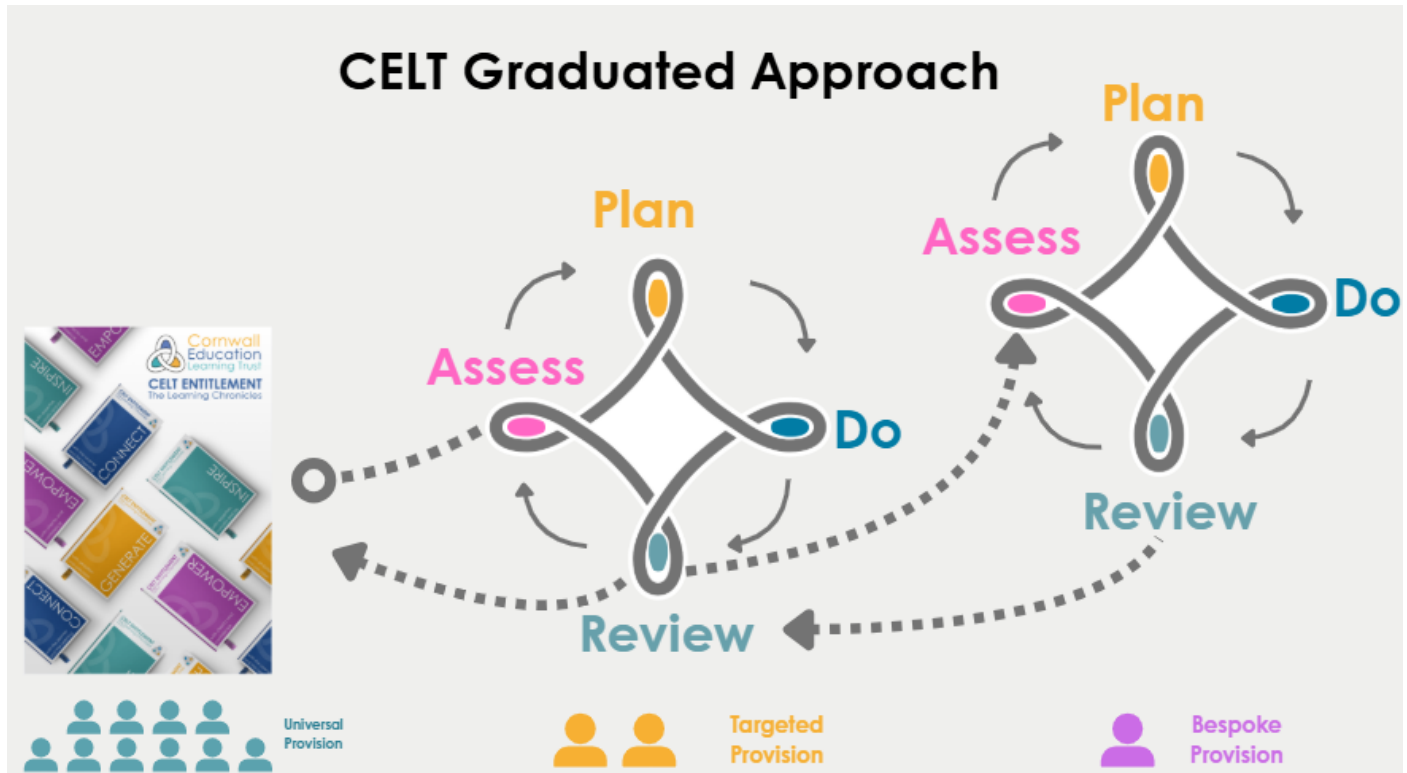 CELT Graduated Approach
Plan
Assess
Do
Review
Plan
Assess
Do
Review
Cornwall
Education
Learning Trust
CELT ENTITLEMENT
The Learning Chronicles
INSPIRE
CONNECT
INSPIRE
EMPOWER
GENERATE
EMPOWER
CONNECT
Universal
Provision
Targeted
Provision
Bespoke
Provision